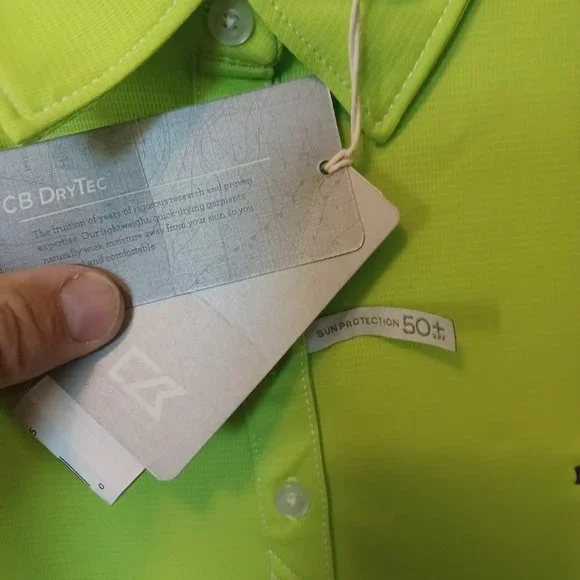 CB DRYTEC
The fruition of years of rigorous research and proven
expertise. Our lightweight, quick-drying garments
naturally wick moisture away from your skin so you
and comfortable.
SUN PROTECTION 50+
UPF